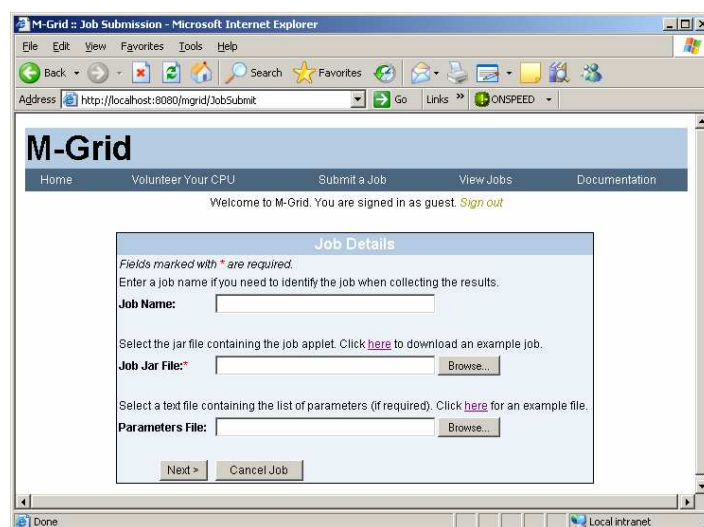 M-Grid :: Job Submission - Microsoft Internet Explorer
File Edit View Favorites Tools Help
Back Search Favorites
Address http://localhost:8080/mgrid/JobSubmit Go Links » ONSPEED
M-Grid
Home Volunteer Your CPU Submit a Job View Jobs Documentation
Welcome to M-Grid. You are signed in as guest. Sign out
Job Details
Fields marked with * are required.
Enter a job name if you need to identify the job when collecting the results.
Job Name:
Select the jar file containing the job applet. Click here to download an example job.
Job Jar File:* Browse...
Select a text file containing the list of parameters (if required). Click here for an example file.
Parameters File: Browse...
Next > Cancel Job
Done Local intranet